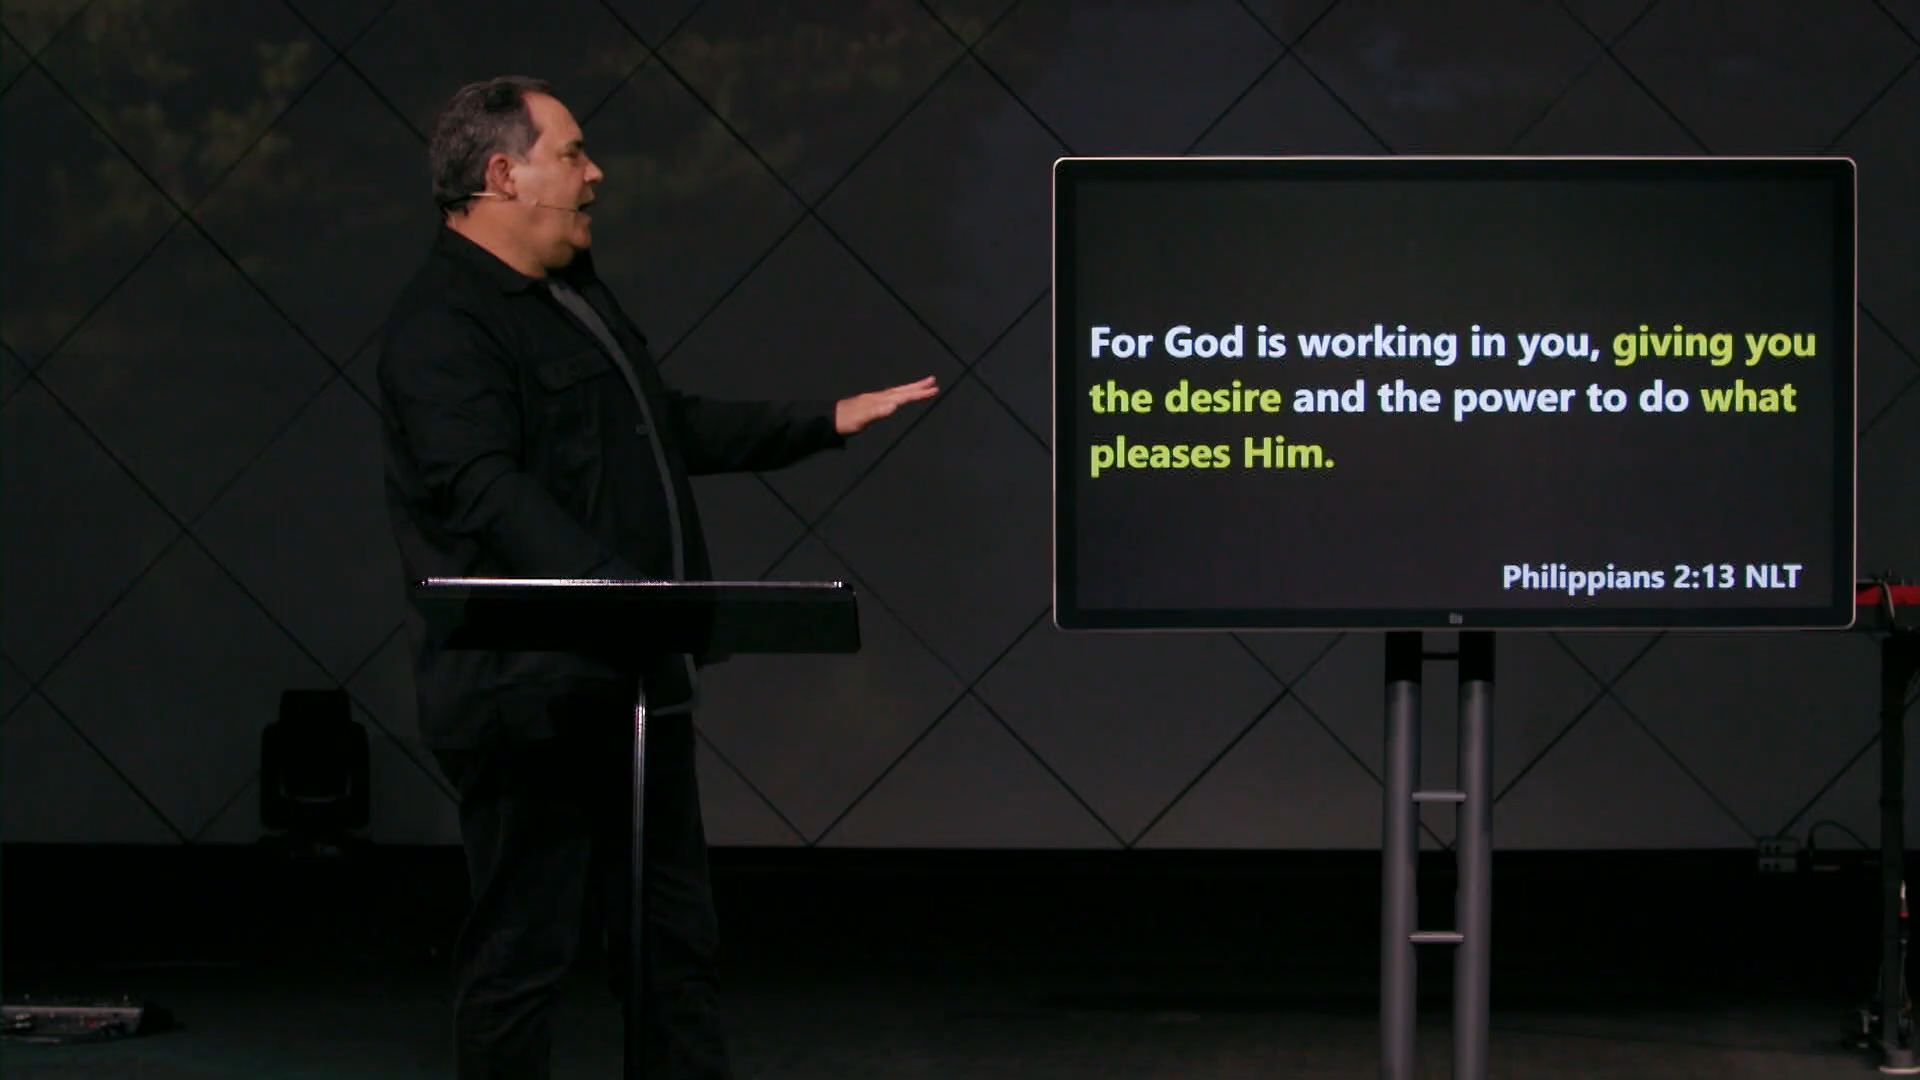 For God is working in you, giving you
the desire and the power to do what
pleases Him.
Philippians 2:13 NLT